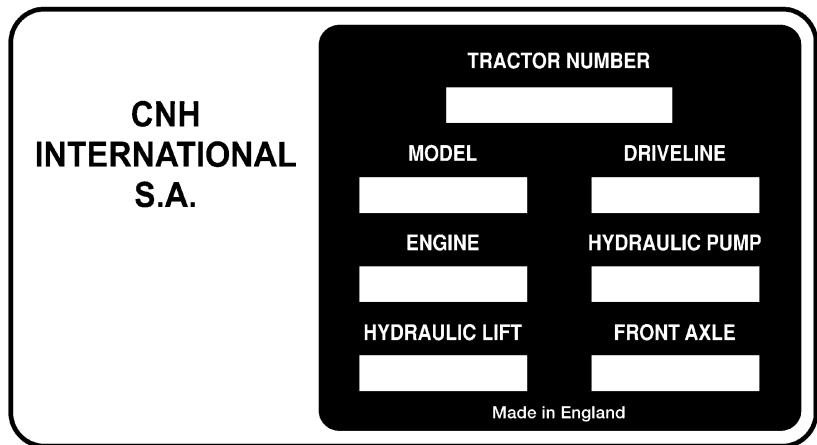 CNH
INTERNATIONAL
S.A.
TRACTOR NUMBER
MODEL
DRIVELINE
ENGINE
HYDRAULIC PUMP
HYDRAULIC LIFT
FRONT AXLE
Made in England